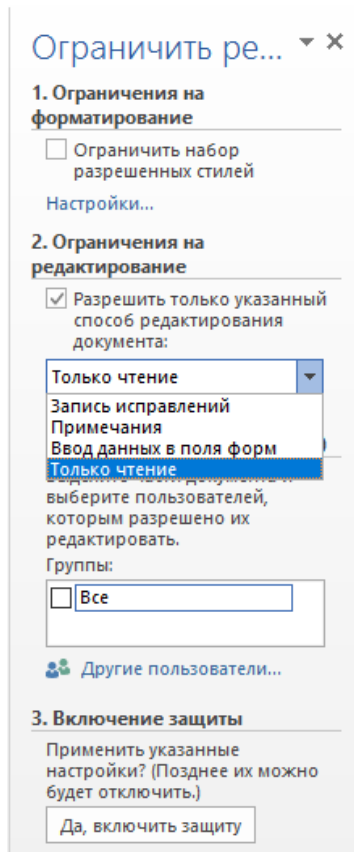 Ограничить ре...
1. Ограничения на
форматирование
Ограничить набор
разрешенных стилей
Настройки...
2. Ограничения на
редактирование
Разрешить только указанный
способ редактирования
документа:
Только чтение
Запись исправлений
Примечания
Ввод данных в поля форм
Только чтение
выберите пользователей,
которым разрешено их
редактировать.
Группы:
Все
Другие пользователи...
3. Включение защиты
Применить указанные
настройки? (Позднее их можно
будет отключить.)
Да, включить защиту